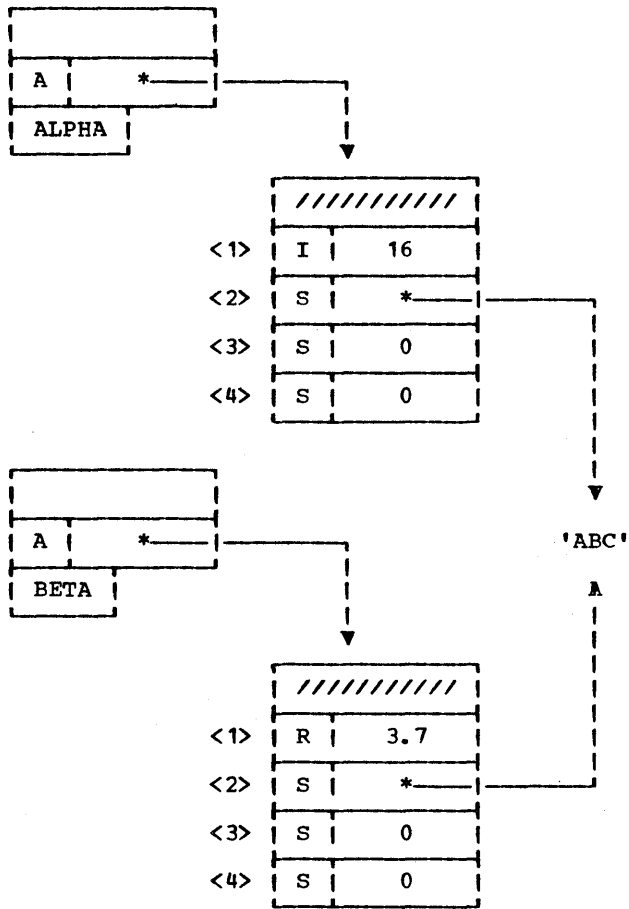 A *
ALPHA
///////////
<1> I 16
<2> S *
<3> S 0
<4> S 0
A *
BETA
'ABC'
///////////
<1> R 3.7
<2> S *
<3> S 0
<4> S 0